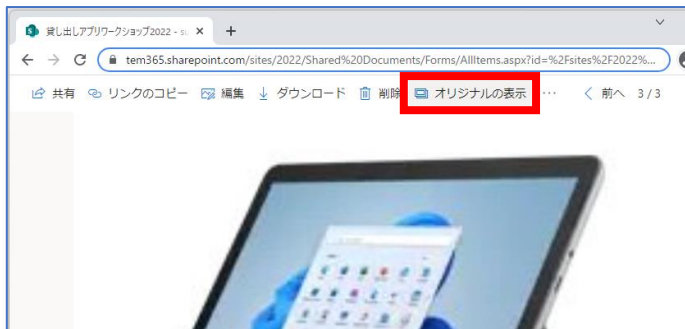 貸し出しアプリワークショップ2022 - s
tem365.sharepoint.com/sites/2022/Shared%20Documents/Forms/AllItems.aspx?id=%2Fsites%2F2022%...
共有 リンクのコピー 編集 ダウンロード 削除 オリジナルの表示 ··· 前へ 3 / 3